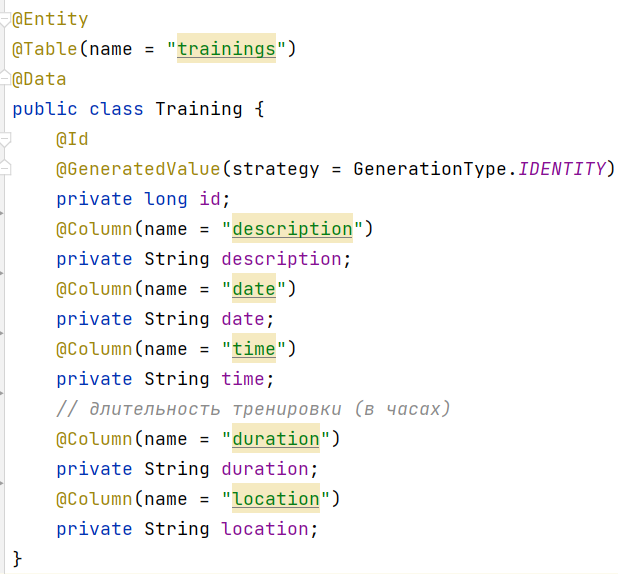 @Entity
@Table(name = "trainings")
@Data
public class Training {
    @Id
    @GeneratedValue(strategy = GenerationType.IDENTITY)
    private long id;
    @Column(name = "description")
    private String description;
    @Column(name = "date")
    private String date;
    @Column(name = "time")
    private String time;
    // длительность тренировки (в часах)
    @Column(name = "duration")
    private String duration;
    @Column(name = "location")
    private String location;
}